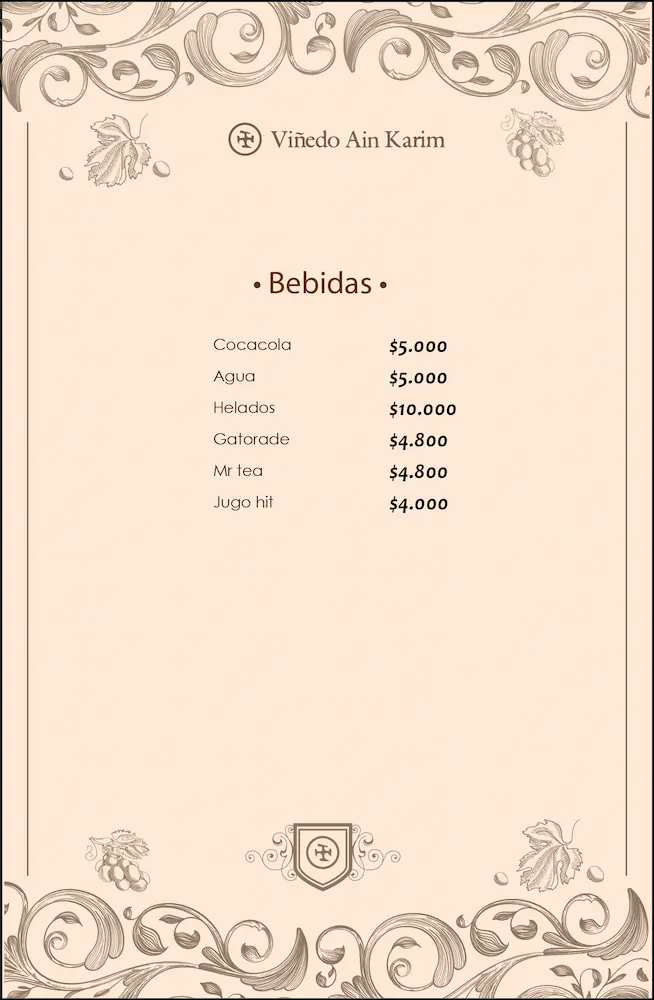 Viñedo Ain Karim
• Bebidas •
Cocacola $5.000
Agua $5.000
Helados $10.000
Gatorade $4.800
Mr tea $4.800
Jugo hit $4.000